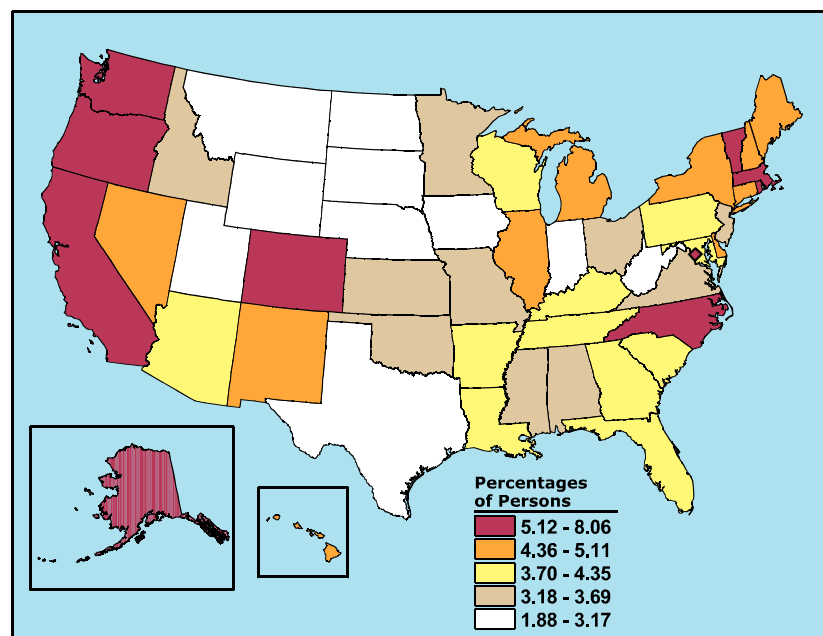 Percentages
of Persons
5.12 - 8.06
4.36 - 5.11
3.70 - 4.35
3.18 - 3.69
1.88 - 3.17